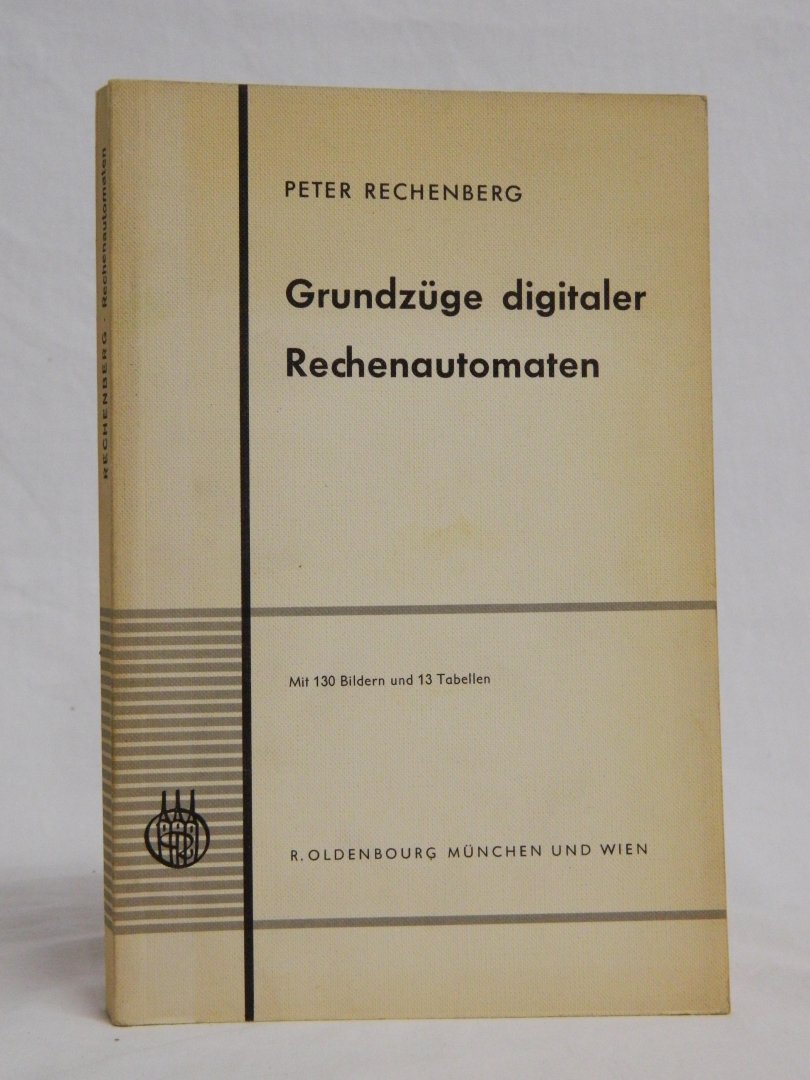 RECHENBERG · Rechenautomaten
PETER RECHENBERG
Grundzüge digitaler
Rechenautomaten
Mit 130 Bildern und 13 Tabellen
R. OLDENBOURG MÜNCHEN UND WIEN